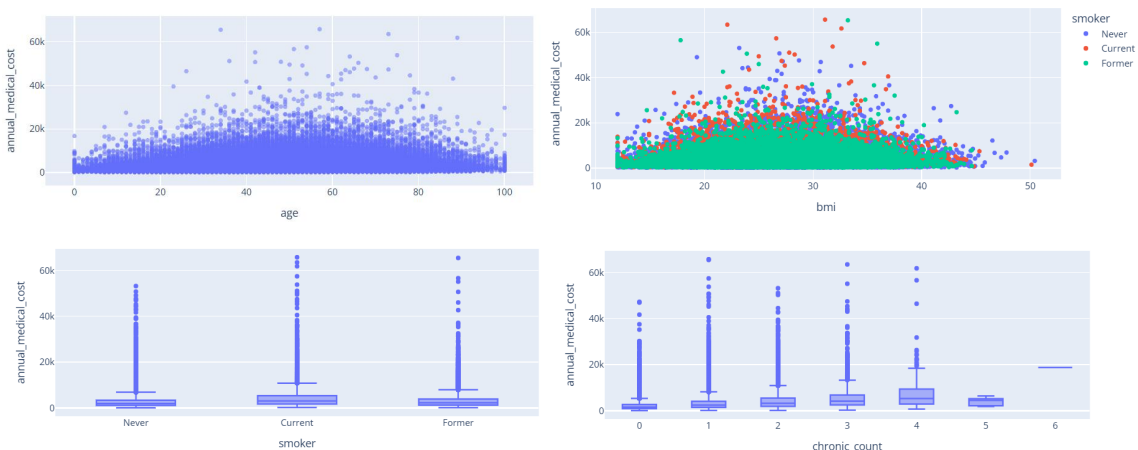 60k
40k
20k
0
annual_medical_cost
0
20
40
60
80
100
age
60k
40k
20k
0
annual_medical_cost
10
20
30
40
50
bmi
smoker
Never
Current
Former
60k
40k
20k
0
annual_medical_cost
Never
Current
Former
smoker
60k
40k
20k
0
annual_medical_cost
0
1
2
3
4
5
6
chronic_count